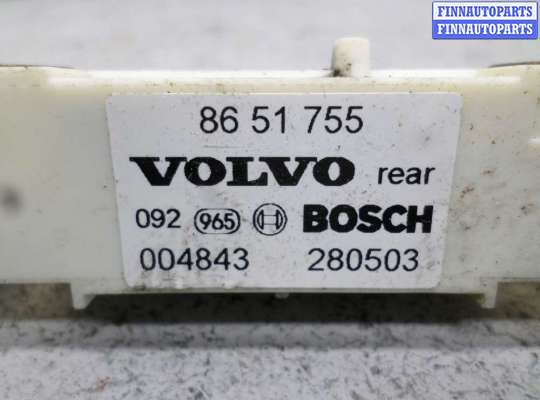 FINNAUTOPARTS
FINNAUTOPARTS
86 51 755
VOLVO rear
092 965 BOSCH
004843 280503